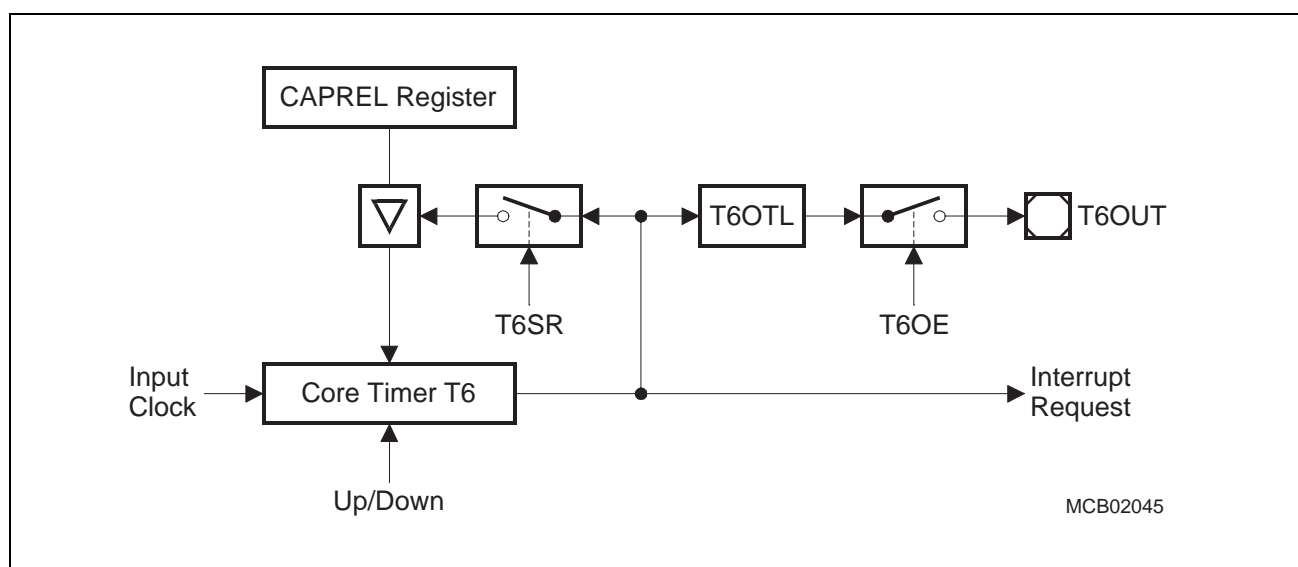 CAPREL Register
T6OTL
T6OUT
T6SR
T6OE
Input
Clock
Core Timer T6
Interrupt
Request
Up/Down
MCB02045